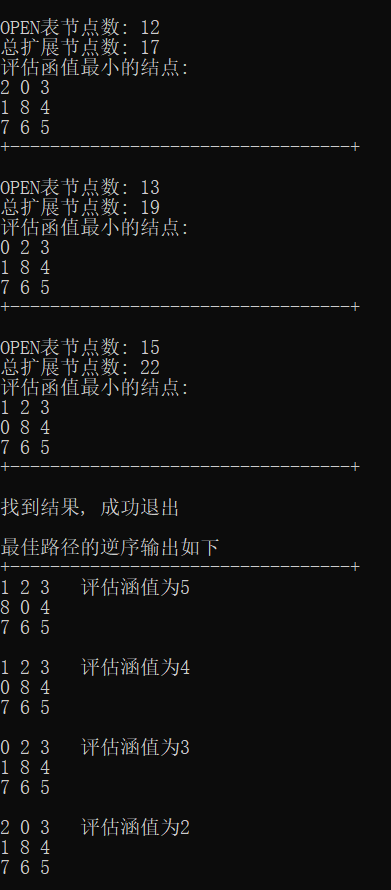 OPEN表节点数: 12
总扩展节点数: 17
评估函值最小的结点:
2 0 3
1 8 4
7 6 5
+----------------------------------+
OPEN表节点数: 13
总扩展节点数: 19
评估函值最小的结点:
0 2 3
1 8 4
7 6 5
+----------------------------------+
OPEN表节点数: 15
总扩展节点数: 22
评估函值最小的结点:
1 2 3
0 8 4
7 6 5
+----------------------------------+
找到结果, 成功退出
最佳路径的逆序输出如下
+----------------------------------+
1 2 3   评估涵值为5
8 0 4
7 6 5
1 2 3   评估涵值为4
0 8 4
7 6 5
0 2 3   评估涵值为3
1 8 4
7 6 5
2 0 3   评估涵值为2
1 8 4
7 6 5